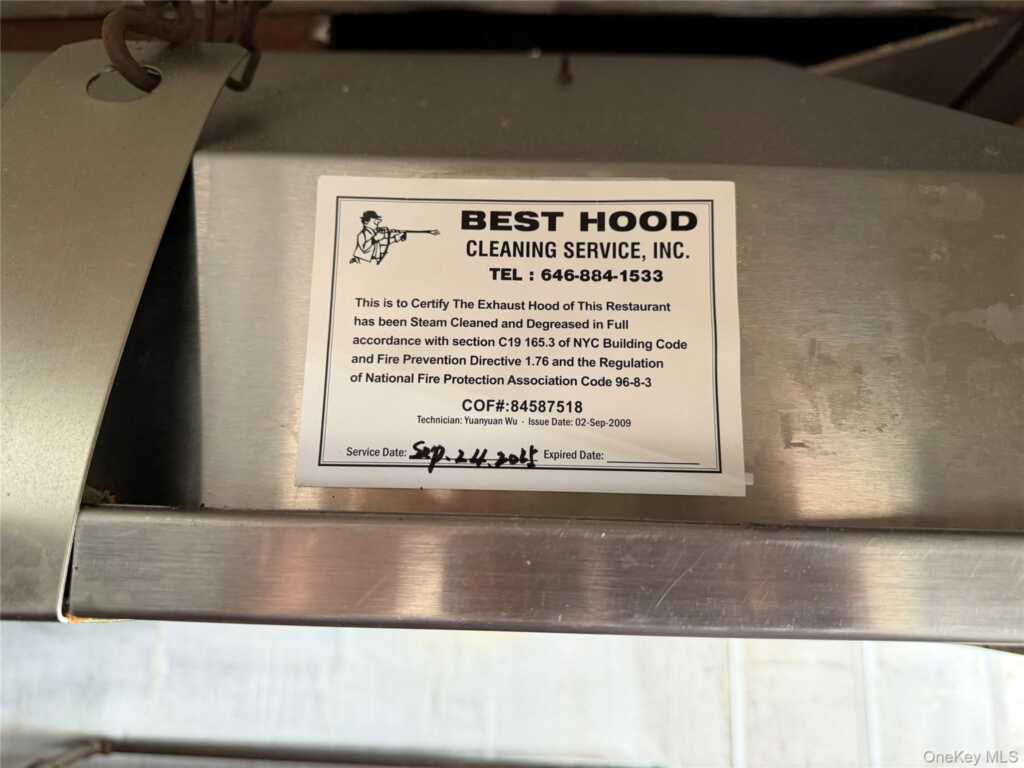 BEST HOOD
CLEANING SERVICE, INC.
TEL : 646-884-1533
This is to Certify The Exhaust Hood of This Restaurant
has been Steam Cleaned and Degreased in Full
accordance with section C19 165.3 of NYC Building Code
and Fire Prevention Directive 1.76 and the Regulation
of National Fire Protection Association Code 96-8-3
COF#:84587518
Technician: Yuanyuan Wu - Issue Date: 02-Sep-2009
Service Date: Sep. 24. Expired Date:
OneKey MLS